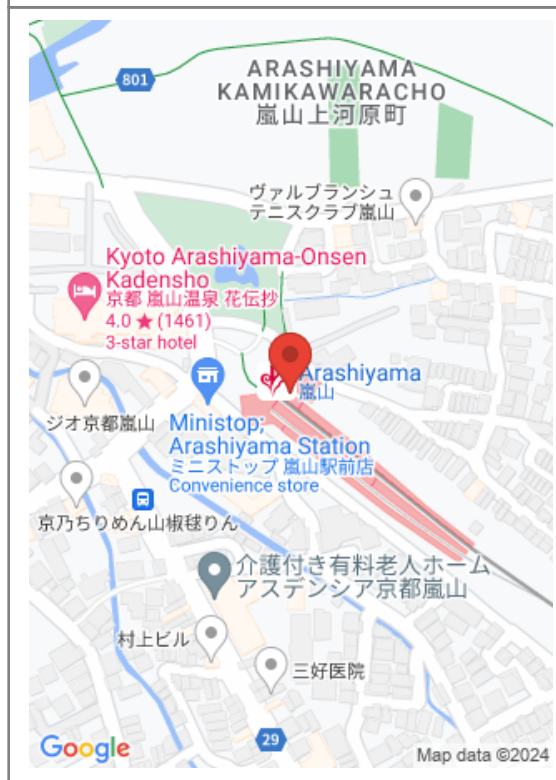 801
ARASHIYAMA
KAMIKAWARACHO
嵐山上河原町
ヴァルブランシュ
テニスクラブ嵐山
Kyoto Arashiyama-Onsen
Kadensho
京都 嵐山温泉 花伝抄
4.0 ★ (1461)
3-star hotel
Arashiyama
嵐山
ジオ京都嵐山
Ministop;
Arashiyama Station
ミニストップ 嵐山駅前店
Convenience store
京乃ちりめん山椒毬りん
介護付き有料老人ホーム
アスデンシア京都嵐山
村上ビル
三好医院
29
Google
Map data ©2024